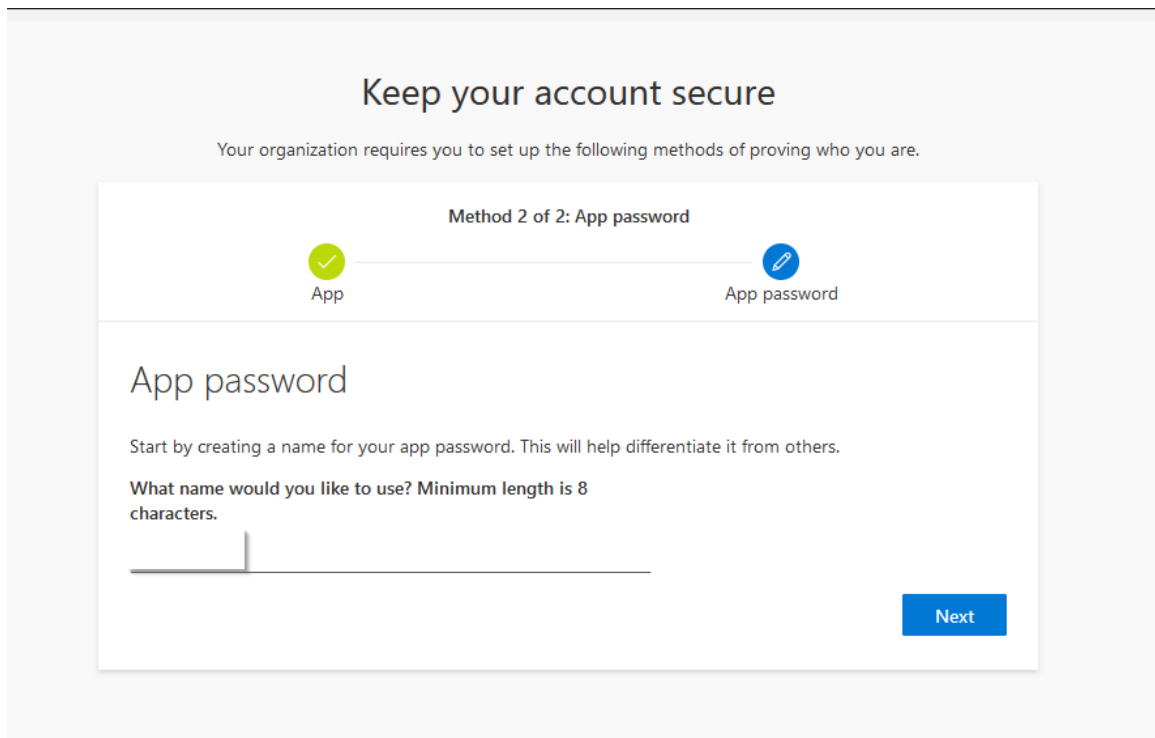 Keep your account secure
Your organization requires you to set up the following methods of proving who you are.
Method 2 of 2: App password
App
App password
App password
Start by creating a name for your app password. This will help differentiate it from others.
What name would you like to use? Minimum length is 8
characters.
Next